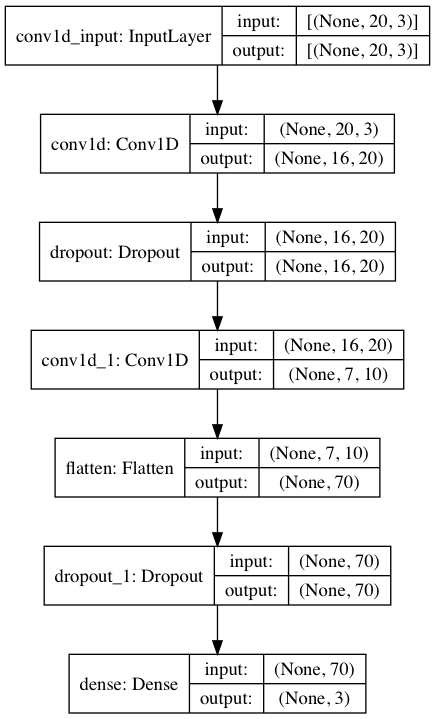 conv1d_input: InputLayer
input: [(None, 20, 3)]
output: [(None, 20, 3)]
conv1d: Conv1D
input: (None, 20, 3)
output: (None, 16, 20)
dropout: Dropout
input: (None, 16, 20)
output: (None, 16, 20)
conv1d_1: Conv1D
input: (None, 16, 20)
output: (None, 7, 10)
flatten: Flatten
input: (None, 7, 10)
output: (None, 70)
dropout_1: Dropout
input: (None, 70)
output: (None, 70)
dense: Dense
input: (None, 70)
output: (None, 3)